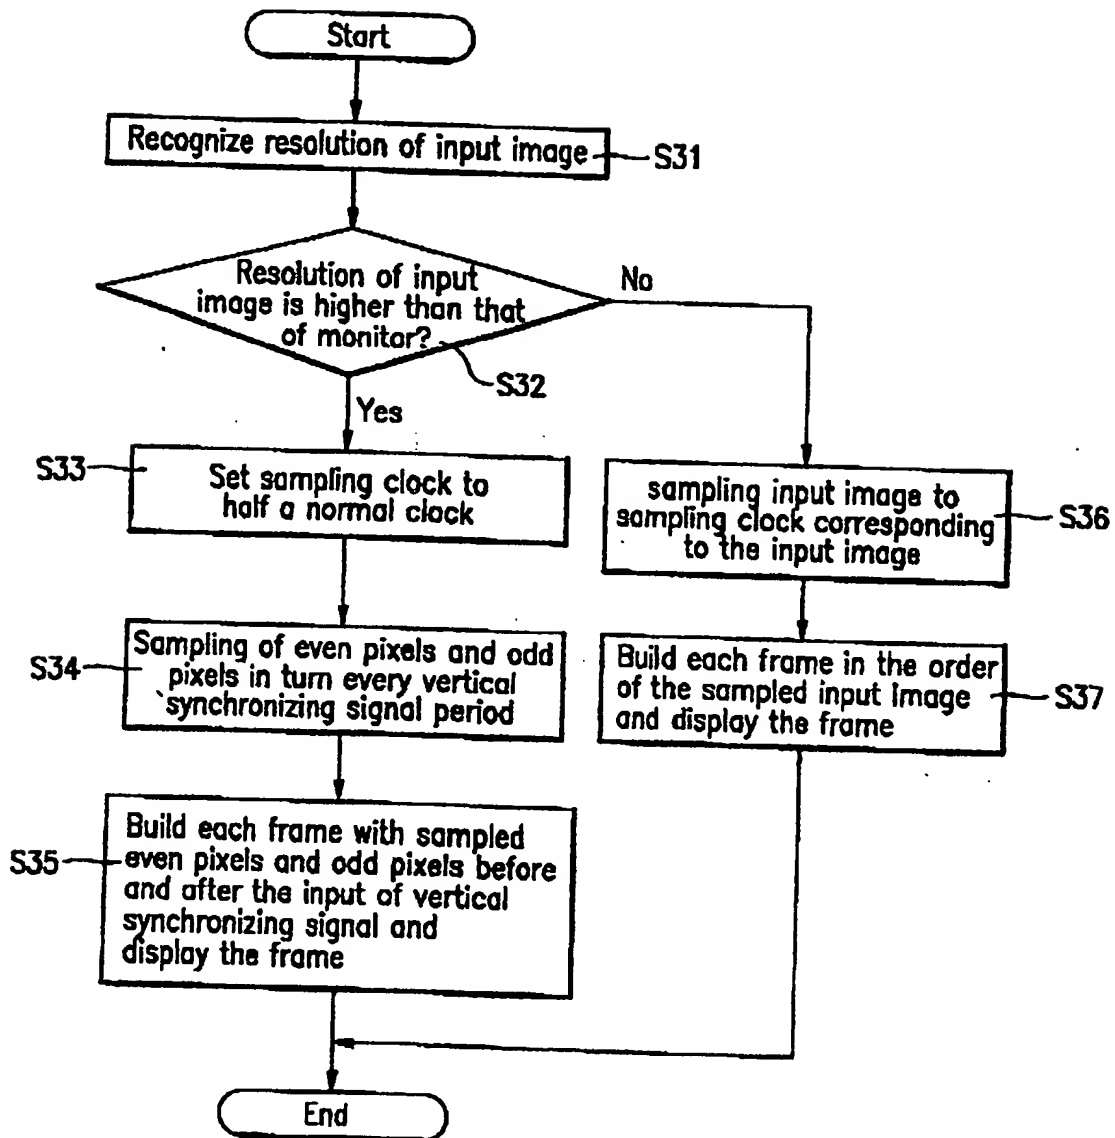 Start
Recognize resolution of input image
S31
Resolution of input
image is higher than that
of monitor?
S32
No
Yes
S33
Set sampling clock to
half a normal clock
sampling input image to
sampling clock corresponding
to the input image
S36
S34
Sampling of even pixels and odd
pixels in turn every vertical
synchronizing signal period
Build each frame in the order
of the sampled input image
and display the frame
S37
S35
Build each frame with sampled
even pixels and odd pixels before
and after the input of vertical
synchronizing signal and
display the frame
End